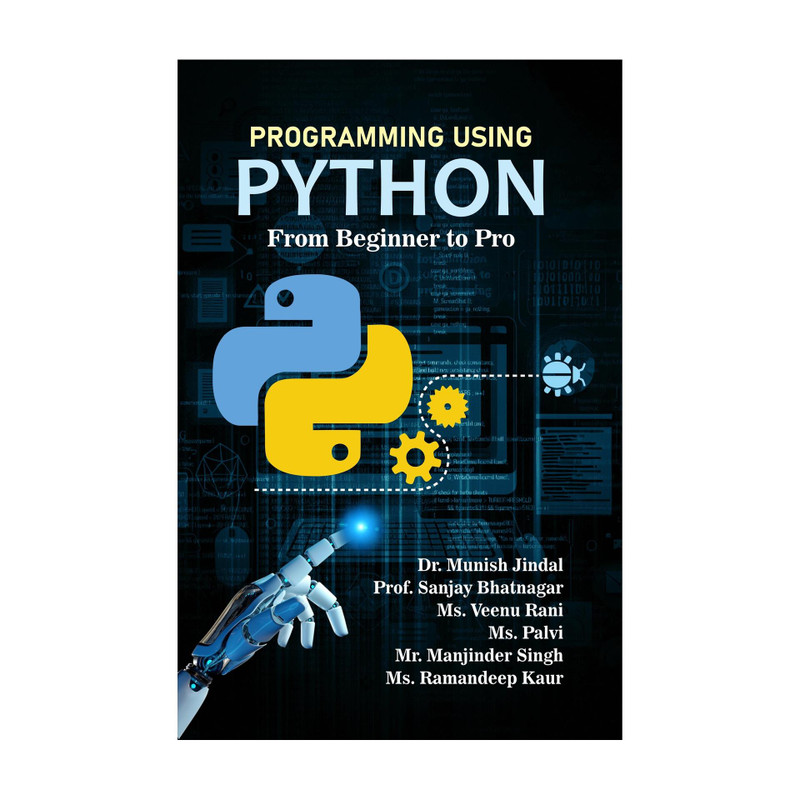 PROGRAMMING USING
PYTHON
From Beginner to Pro
Dr. Munish Jindal
Prof. Sanjay Bhatnagar
Ms. Veenu Rani
Ms. Palvi
Mr. Manjinder Singh
Ms. Ramandeep Kaur